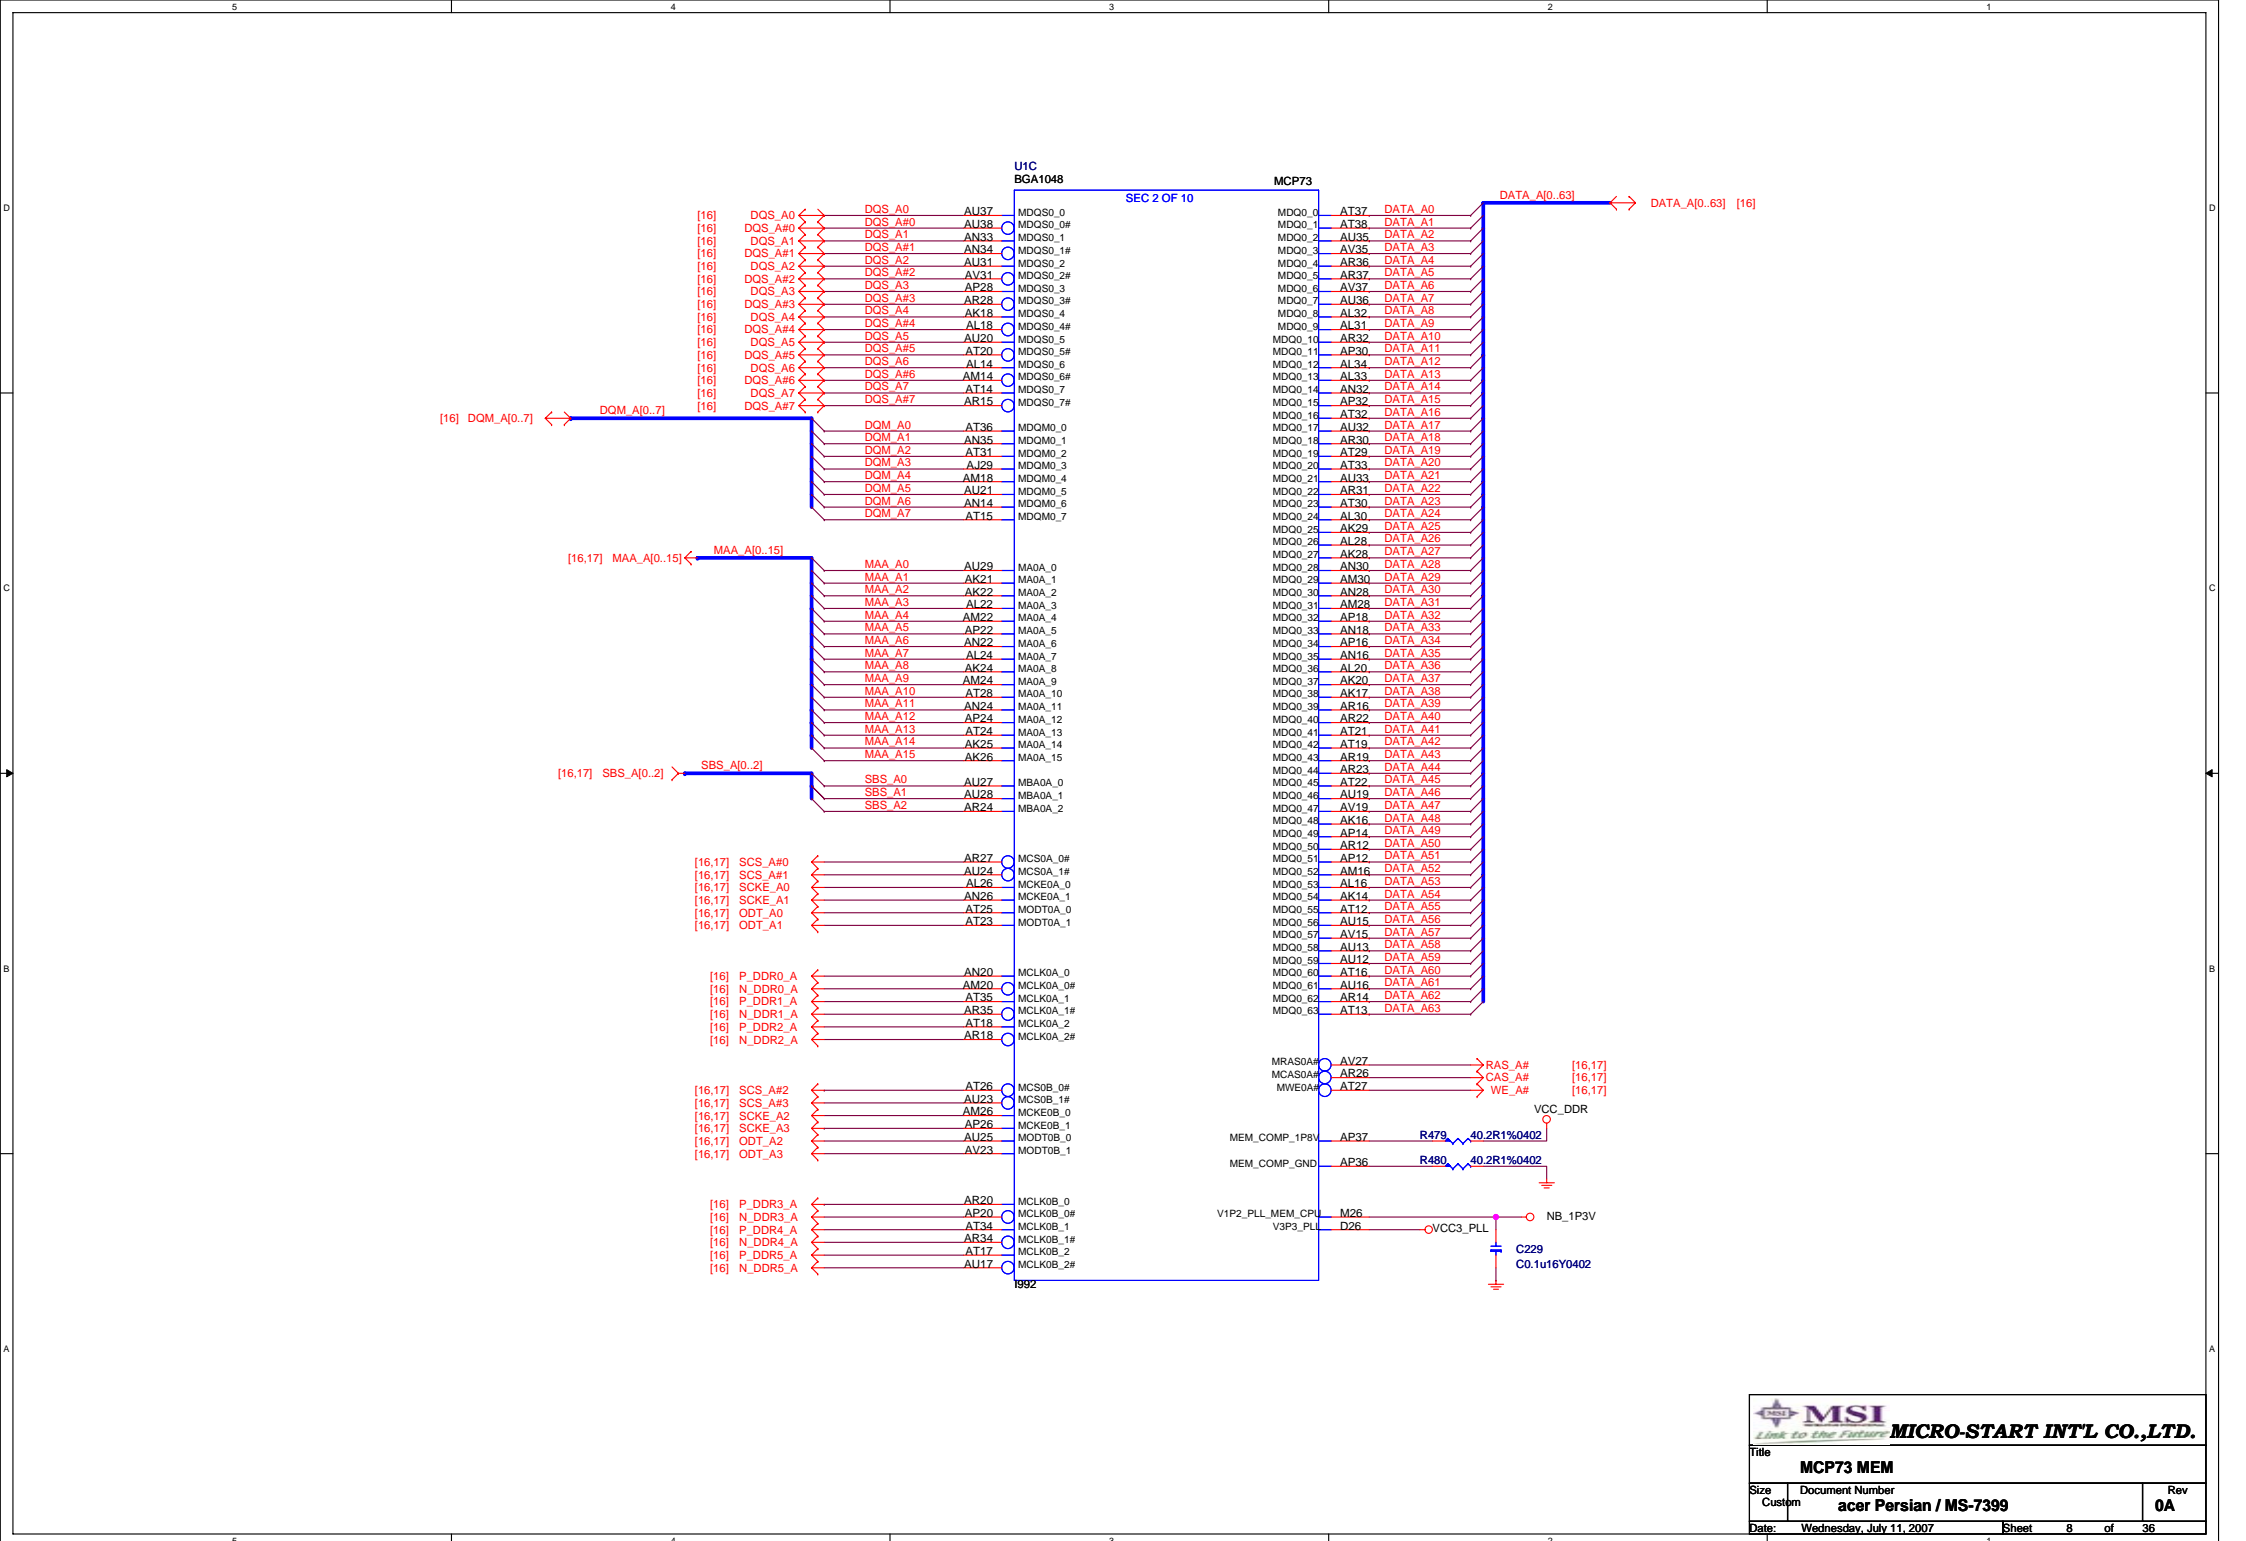 5 4 3 2 1
U1C
BGA1048 MCP73
SEC 2 OF 10
DATA_A[0..63] DATA_A[0..63] [16]
[16] DQS_A0 DQS_A0 AU37 MDQS0_0
[16] DQS_A#0 DQS_A#0 AU38 MDQS0_0#
[16] DQS_A1 DQS_A1 AN33 MDQS0_1
[16] DQS_A#1 DQS_A#1 AN34 MDQS0_1#
[16] DQS_A2 DQS_A2 AU31 MDQS0_2
[16] DQS_A#2 DQS_A#2 AV31 MDQS0_2#
[16] DQS_A3 DQS_A3 AP28 MDQS0_3
[16] DQS_A#3 DQS_A#3 AR28 MDQS0_3#
[16] DQS_A4 DQS_A4 AK18 MDQS0_4
[16] DQS_A#4 DQS_A#4 AL18 MDQS0_4#
[16] DQS_A5 DQS_A5 AU20 MDQS0_5
[16] DQS_A#5 DQS_A#5 AT20 MDQS0_5#
[16] DQS_A6 DQS_A6 AL14 MDQS0_6
[16] DQS_A#6 DQS_A#6 AM14 MDQS0_6#
[16] DQS_A7 DQS_A7 AT14 MDQS0_7
[16] DQS_A#7 DQS_A#7 AR15 MDQS0_7#
[16] DQM_A[0..7] DQM_A[0..7]
DQM_A0 AT36 MDQM0_0
DQM_A1 AN35 MDQM0_1
DQM_A2 AT31 MDQM0_2
DQM_A3 AJ29 MDQM0_3
DQM_A4 AM18 MDQM0_4
DQM_A5 AU21 MDQM0_5
DQM_A6 AN14 MDQM0_6
DQM_A7 AT15 MDQM0_7
[16,17] MAA_A[0..15] MAA_A[0..15]
MAA_A0 AU29 MA0A_0
MAA_A1 AK21 MA0A_1
MAA_A2 AK22 MA0A_2
MAA_A3 AL22 MA0A_3
MAA_A4 AM22 MA0A_4
MAA_A5 AP22 MA0A_5
MAA_A6 AN22 MA0A_6
MAA_A7 AL24 MA0A_7
MAA_A8 AK24 MA0A_8
MAA_A9 AM24 MA0A_9
MAA_A10 AT28 MA0A_10
MAA_A11 AN24 MA0A_11
MAA_A12 AP24 MA0A_12
MAA_A13 AT24 MA0A_13
MAA_A14 AK25 MA0A_14
MAA_A15 AK26 MA0A_15
[16,17] SBS_A[0..2] SBS_A[0..2]
SBS_A0 AU27 MBA0A_0
SBS_A1 AU28 MBA0A_1
SBS_A2 AR24 MBA0A_2
[16,17] SCS_A#0 AR27 MCS0A_0#
[16,17] SCS_A#1 AU24 MCS0A_1#
[16,17] SCKE_A0 AL26 MCKE0A_0
[16,17] SCKE_A1 AN26 MCKE0A_1
[16,17] ODT_A0 AT25 MODT0A_0
[16,17] ODT_A1 AT23 MODT0A_1
[16] P_DDR0_A AN20 MCLK0A_0
[16] N_DDR0_A AM20 MCLK0A_0#
[16] P_DDR1_A AT35 MCLK0A_1
[16] N_DDR1_A AR35 MCLK0A_1#
[16] P_DDR2_A AT18 MCLK0A_2
[16] N_DDR2_A AR18 MCLK0A_2#
[16,17] SCS_A#2 AT26 MCS0B_0#
[16,17] SCS_A#3 AU23 MCS0B_1#
[16,17] SCKE_A2 AM26 MCKE0B_0
[16,17] SCKE_A3 AP26 MCKE0B_1
[16,17] ODT_A2 AU25 MODT0B_0
[16,17] ODT_A3 AV23 MODT0B_1
[16] P_DDR3_A AR20 MCLK0B_0
[16] N_DDR3_A AP20 MCLK0B_0#
[16] P_DDR4_A AT34 MCLK0B_1
[16] N_DDR4_A AR34 MCLK0B_1#
[16] P_DDR5_A AT17 MCLK0B_2
[16] N_DDR5_A AU17 MCLK0B_2#
I992
MDQ0_0 AT37 DATA_A0
MDQ0_1 AT38 DATA_A1
MDQ0_2 AU35 DATA_A2
MDQ0_3 AV35 DATA_A3
MDQ0_4 AR36 DATA_A4
MDQ0_5 AR37 DATA_A5
MDQ0_6 AV37 DATA_A6
MDQ0_7 AU36 DATA_A7
MDQ0_8 AL32 DATA_A8
MDQ0_9 AL31 DATA_A9
MDQ0_10 AR32 DATA_A10
MDQ0_11 AP30 DATA_A11
MDQ0_12 AL34 DATA_A12
MDQ0_13 AL33 DATA_A13
MDQ0_14 AN32 DATA_A14
MDQ0_15 AP32 DATA_A15
MDQ0_16 AT32 DATA_A16
MDQ0_17 AU32 DATA_A17
MDQ0_18 AR30 DATA_A18
MDQ0_19 AT29 DATA_A19
MDQ0_20 AT33 DATA_A20
MDQ0_21 AU33 DATA_A21
MDQ0_22 AR31 DATA_A22
MDQ0_23 AT30 DATA_A23
MDQ0_24 AL30 DATA_A24
MDQ0_25 AK29 DATA_A25
MDQ0_26 AL28 DATA_A26
MDQ0_27 AK28 DATA_A27
MDQ0_28 AN30 DATA_A28
MDQ0_29 AM30 DATA_A29
MDQ0_30 AN28 DATA_A30
MDQ0_31 AM28 DATA_A31
MDQ0_32 AP18 DATA_A32
MDQ0_33 AN18 DATA_A33
MDQ0_34 AP16 DATA_A34
MDQ0_35 AN16 DATA_A35
MDQ0_36 AL20 DATA_A36
MDQ0_37 AK20 DATA_A37
MDQ0_38 AK17 DATA_A38
MDQ0_39 AR16 DATA_A39
MDQ0_40 AR22 DATA_A40
MDQ0_41 AT21 DATA_A41
MDQ0_42 AT19 DATA_A42
MDQ0_43 AR19 DATA_A43
MDQ0_44 AR23 DATA_A44
MDQ0_45 AT22 DATA_A45
MDQ0_46 AU19 DATA_A46
MDQ0_47 AV19 DATA_A47
MDQ0_48 AK16 DATA_A48
MDQ0_49 AP14 DATA_A49
MDQ0_50 AR12 DATA_A50
MDQ0_51 AP12 DATA_A51
MDQ0_52 AM16 DATA_A52
MDQ0_53 AL16 DATA_A53
MDQ0_54 AK14 DATA_A54
MDQ0_55 AT12 DATA_A55
MDQ0_56 AU15 DATA_A56
MDQ0_57 AV15 DATA_A57
MDQ0_58 AU13 DATA_A58
MDQ0_59 AU12 DATA_A59
MDQ0_60 AT16 DATA_A60
MDQ0_61 AU16 DATA_A61
MDQ0_62 AR14 DATA_A62
MDQ0_63 AT13 DATA_A63
MRAS0A# AV27 RAS_A# [16,17]
MCAS0A# AR26 CAS_A# [16,17]
MWE0A# AT27 WE_A# [16,17]
VCC_DDR
MEM_COMP_1P8V AP37 R479 40.2R1%0402
MEM_COMP_GND AP36 R480 40.2R1%0402
V1P2_PLL_MEM_CPU M26 NB_1P3V
V3P3_PLL D26 VCC3_PLL
C229
C0.1u16Y0402
D D
C C
B B
A A
MSI
Link to the Future MICRO-START INT'L CO.,LTD.
Title
MCP73 MEM
Size Document Number Rev
Custom acer Persian / MS-7399 0A
Date: Wednesday, July 11, 2007 Sheet 8 of 36
5 4 3 2 1